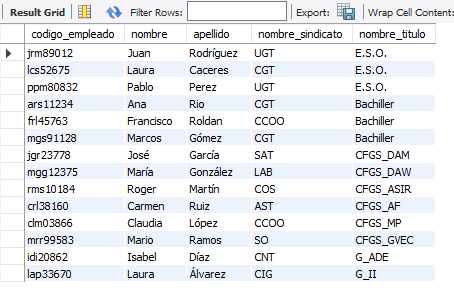 Result Grid Filter Rows: Export: Wrap Cell Content:
codigo_empleado nombre apellido nombre_sindicato nombre_titulo
jrm89012 Juan Rodríguez UGT E.S.O.
lcs52675 Laura Caceres CGT E.S.O.
ppm80832 Pablo Perez UGT E.S.O.
ars11234 Ana Rio CGT Bachiller
frl45763 Francisco Roldan CCOO Bachiller
mgs91128 Marcos Gómez CGT Bachiller
jgr23778 José García SAT CFGS_DAM
mgg12375 María González LAB CFGS_DAW
rms10184 Roger Martín COS CFGS_ASIR
crl38160 Carmen Ruiz AST CFGS_AF
clm03866 Claudia López CCOO CFGS_MP
mrr99583 Mario Ramos SO CFGS_GVEC
idi20862 Isabel Díaz CNT G_ADE
lap33670 Laura Álvarez CIG G_II